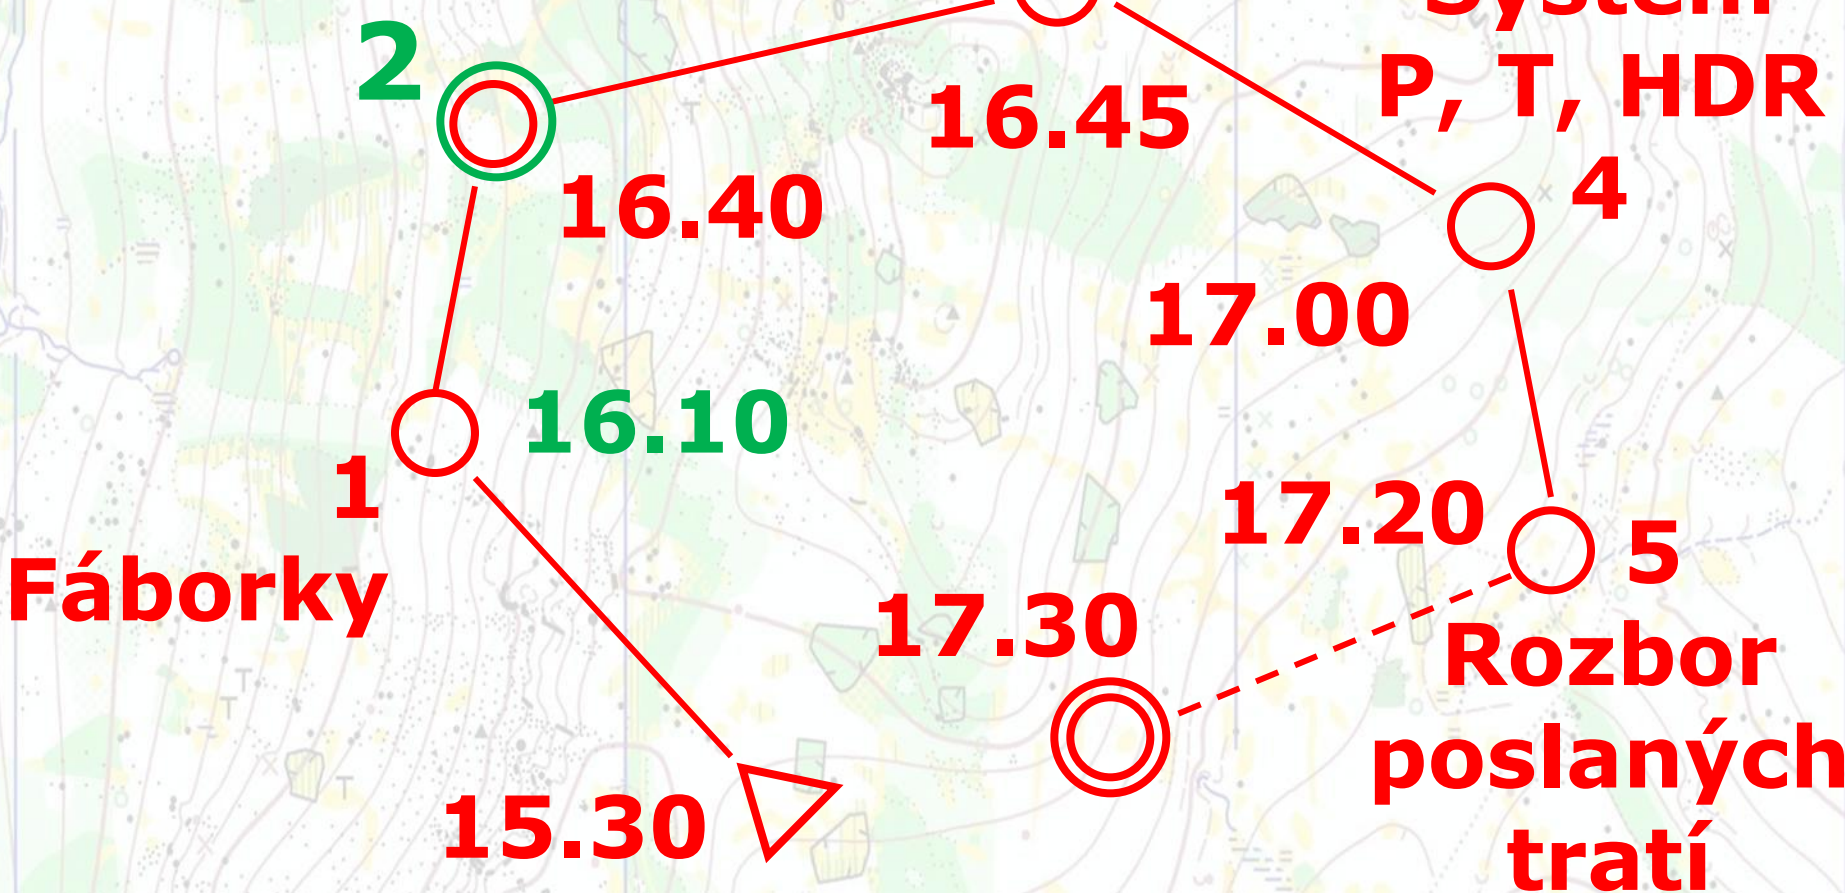 2
P, T, HDR
16.45
4
16.40
17.00
16.10
1
17.20
5
Fáborky
17.30
Rozbor
poslaných
15.30
tratí